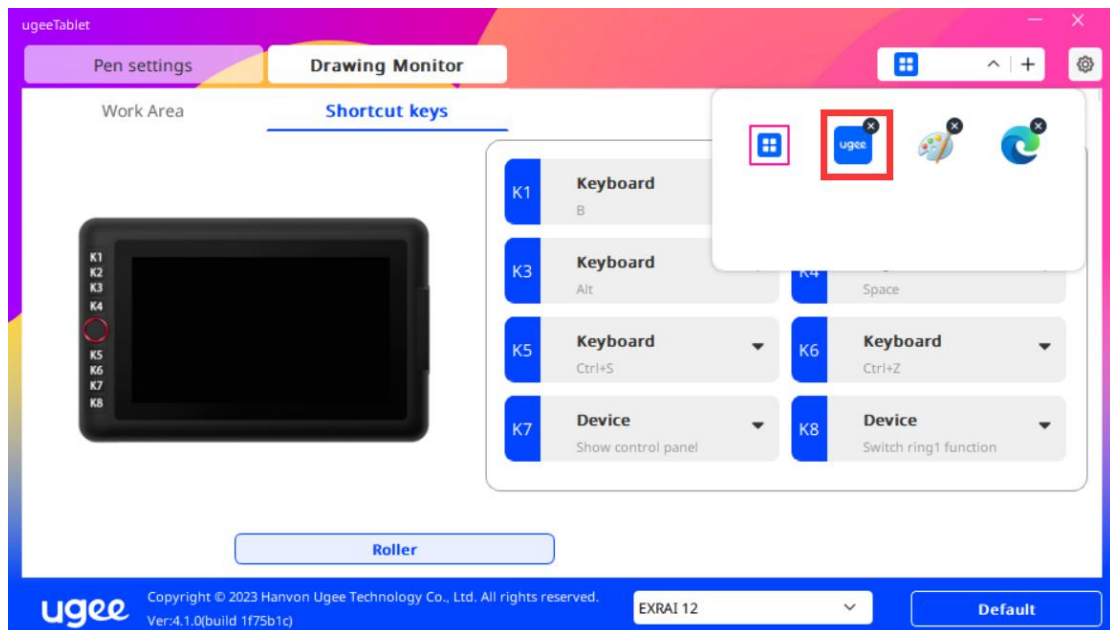 ugeeTablet
Pen settings
Drawing Monitor
Work Area
Shortcut keys
ugee
K1
Keyboard
B
K3
Keyboard
Alt
K4
Space
K5
Keyboard
Ctrl+S
K6
Keyboard
Ctrl+Z
K7
Device
Show control panel
K8
Device
Switch ring1 function
K1
K2
K3
K4
K5
K6
K7
K8
Roller
ugee
Copyright © 2023 Hanvon Ugee Technology Co., Ltd. All rights reserved.
Ver:4.1.0(build 1f75b1c)
EXRAI 12
Default